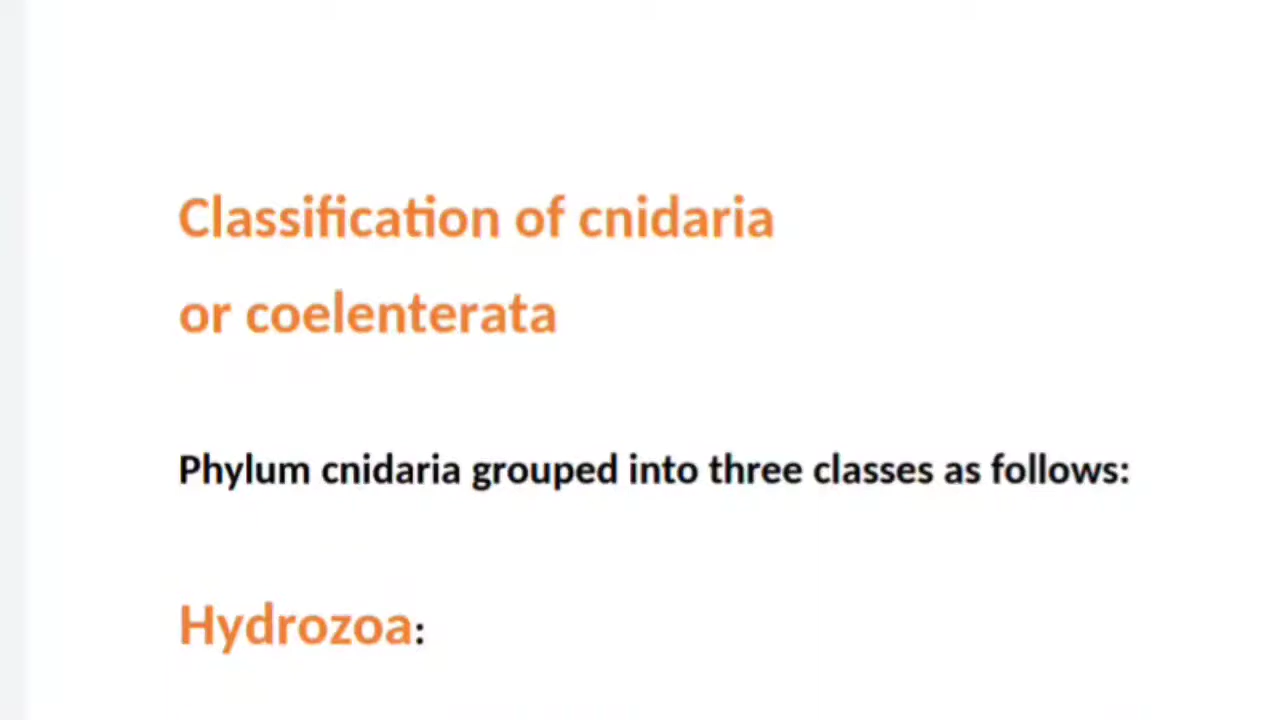 Classification of cnidaria
or coelenterata
Phylum cnidaria grouped into three classes as follows:
Hydrozoa: